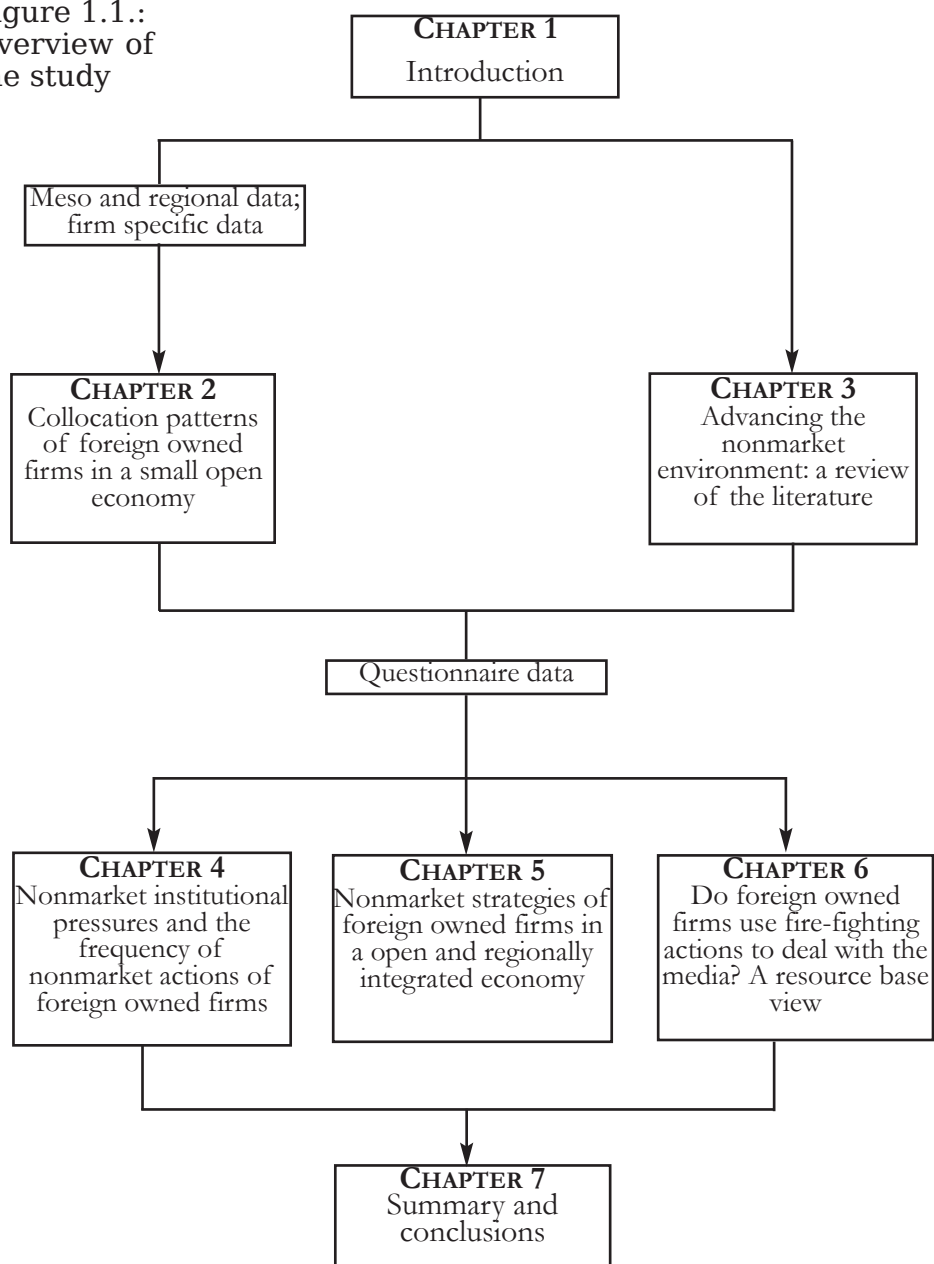 igure 1.1.:
verview of
e study
CHAPTER 1
Introduction
Meso and regional data;
firm specific data
CHAPTER 2
Collocation patterns
of foreign owned
firms in a small open
economy
CHAPTER 3
Advancing the
nonmarket
environment: a review
of the literature
Questionnaire data
CHAPTER 4
Nonmarket institutional
pressures and the
frequency of
nonmarket actions of
foreign owned firms
CHAPTER 5
Nonmarket strategies of
foreign owned firms in
a open and regionally
integrated economy
CHAPTER 6
Do foreign owned
firms use fire-fighting
actions to deal with the
media? A resource base
view
CHAPTER 7
Summary and
conclusions